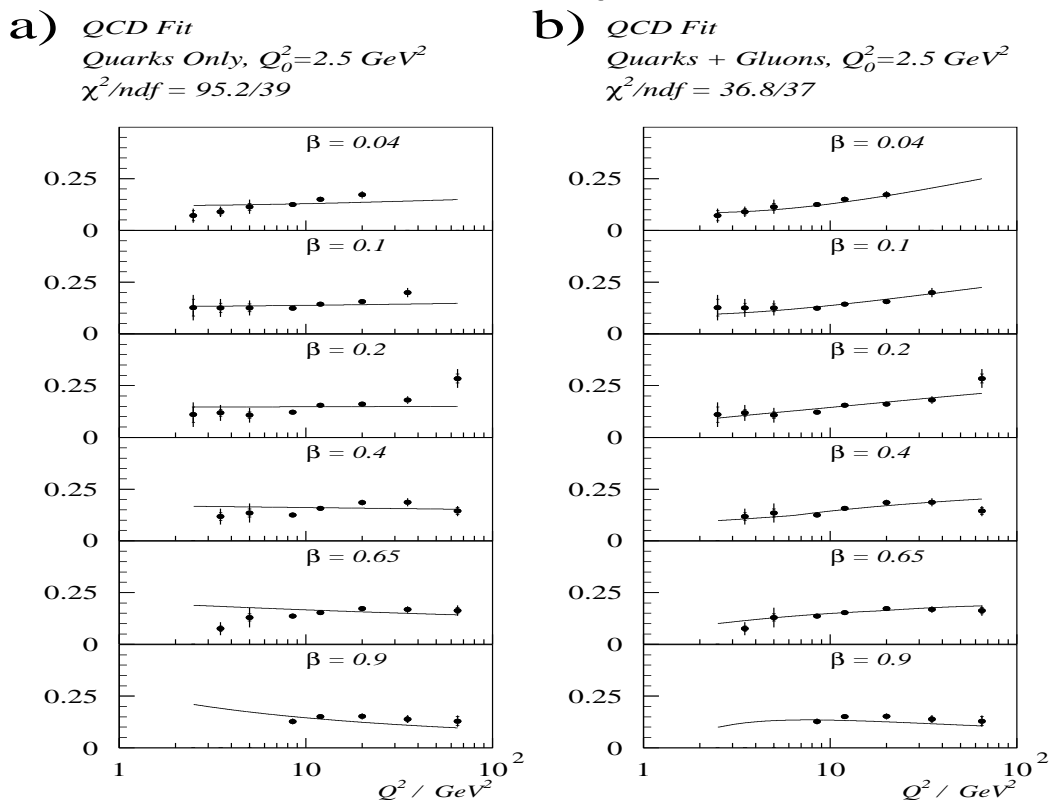 a) QCD Fit
Quarks Only, Q₀²=2.5 GeV²
χ²/ndf = 95.2/39
β = 0.04
0.25
0
β = 0.1
0.25
0
β = 0.2
0.25
0
β = 0.4
0.25
0
β = 0.65
0.25
0
β = 0.9
0.25
0
1 10 10²
Q² / GeV²
b) QCD Fit
Quarks + Gluons, Q₀²=2.5 GeV²
χ²/ndf = 36.8/37
β = 0.04
0.25
0
β = 0.1
0.25
0
β = 0.2
0.25
0
β = 0.4
0.25
0
β = 0.65
0.25
0
β = 0.9
0.25
0
1 10 10²
Q² / GeV²